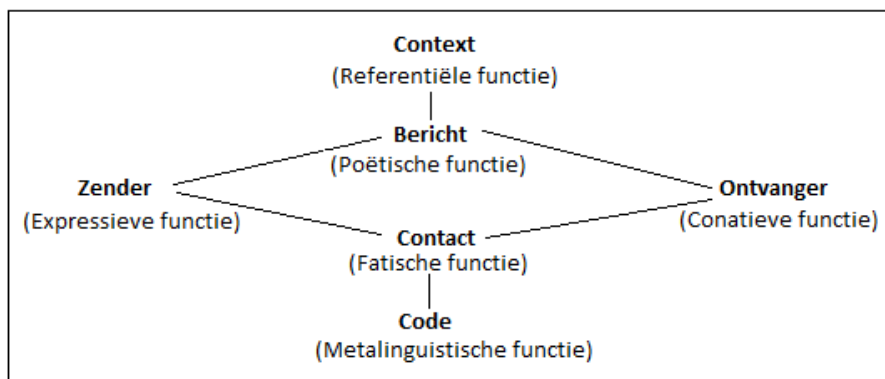 Context
(Referentiële functie)
Bericht
(Poëtische functie)
Zender
(Expressieve functie)
Ontvanger
(Conatieve functie)
Contact
(Fatische functie)
Code
(Metalinguistische functie)